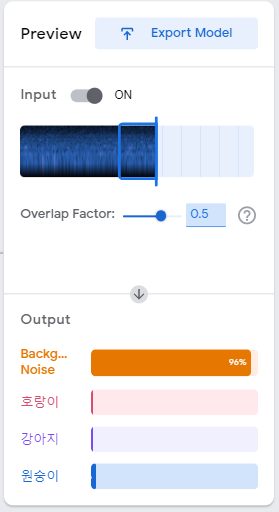 Preview
Export Model
Input
ON
Overlap Factor:
0.5
?
Output
Backg...
Noise
96%
호랑이
강아지
원숭이